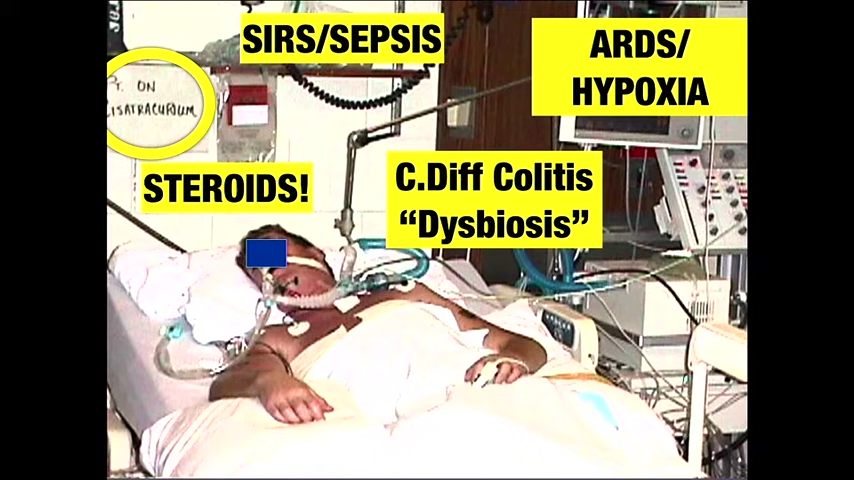 SIRS/SEPSIS
ARDS/
HYPOXIA
PT. ON
CISATRACURIUM
STEROIDS!
C.Diff Colitis
“Dysbiosis”